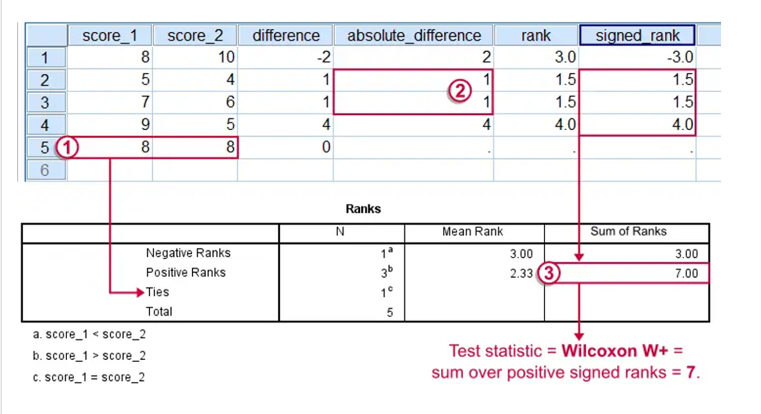 score_1 score_2 difference absolute_difference rank signed_rank
1 8 10 -2 2 3.0 -3.0
2 5 4 1 1 1.5 1.5
②
3 7 6 1 1 1.5 1.5
4 9 5 4 4 4.0 4.0
5 ① 8 8 0 . . .
6
Ranks
N Mean Rank Sum of Ranks
Negative Ranks 1a 3.00 3.00
Positive Ranks 3b 2.33 ③ 7.00
Ties 1c
Total 5
a. score_1 < score_2
b. score_1 > score_2
c. score_1 = score_2
Test statistic = Wilcoxon W+ =
sum over positive signed ranks = 7.